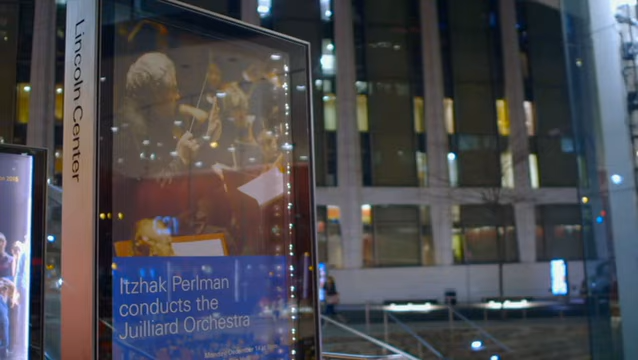 Lincoln Center
Itzhak Perlman
conducts the
Juilliard Orchestra